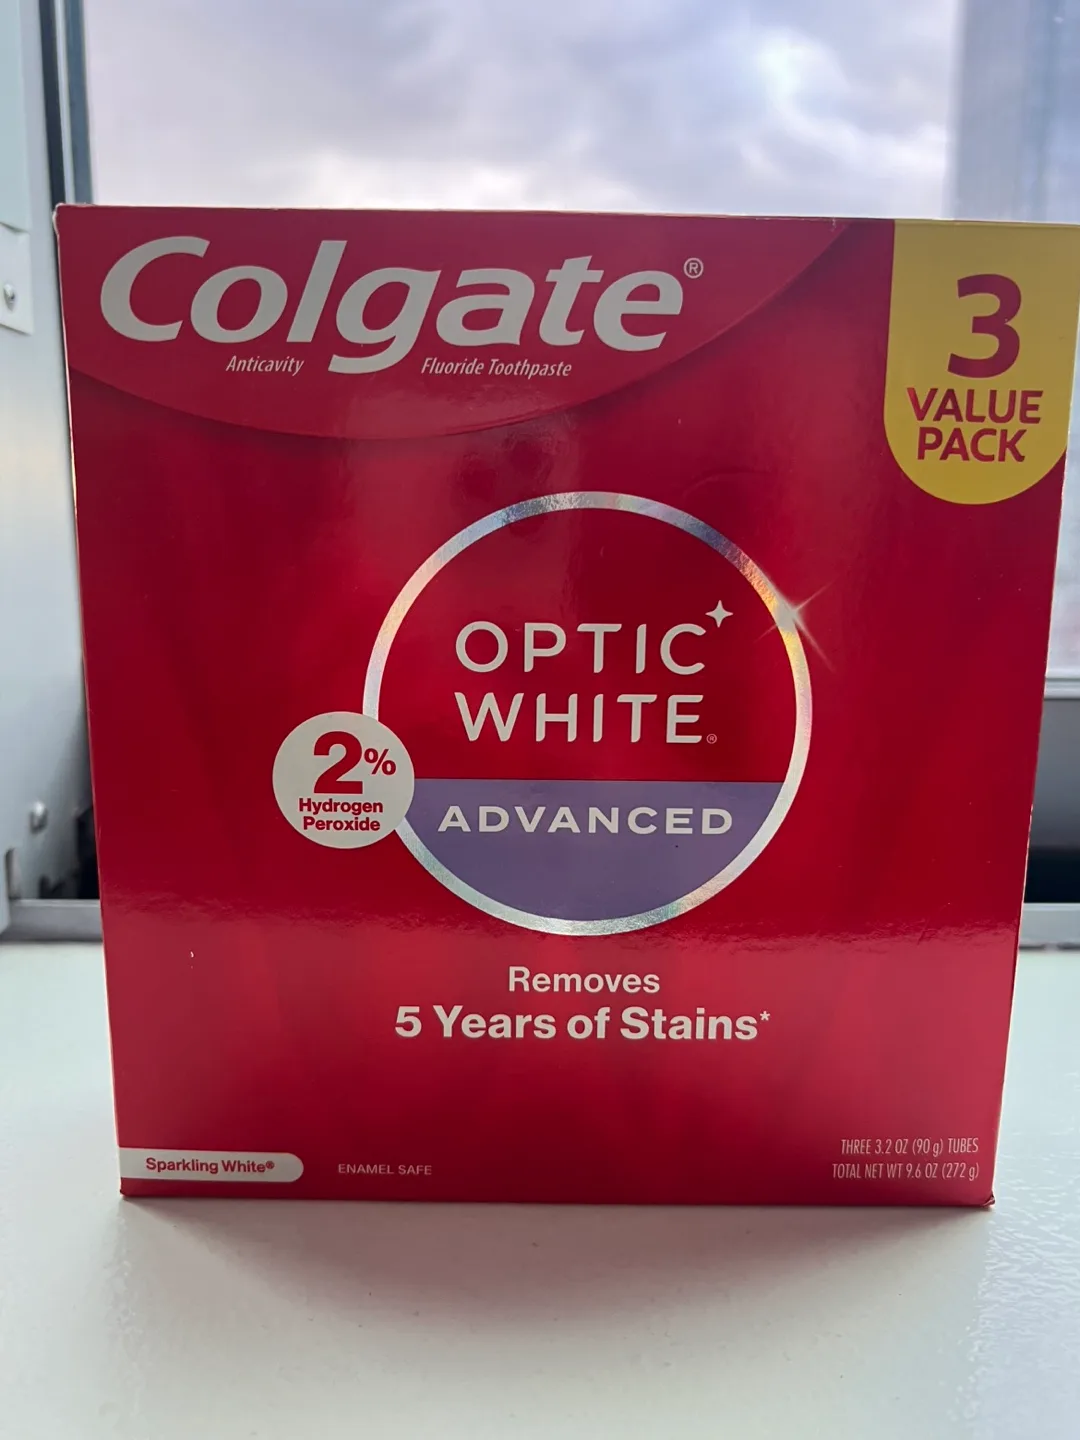 Colgate®
Anticavity Fluoride Toothpaste
3
VALUE
PACK
OPTIC
WHITE®
ADVANCED
2%
Hydrogen
Peroxide
Removes
5 Years of Stains*
Sparkling White®
ENAMEL SAFE
THREE 3.2 OZ (90 g) TUBES
TOTAL NET WT 9.6 OZ (272 g)